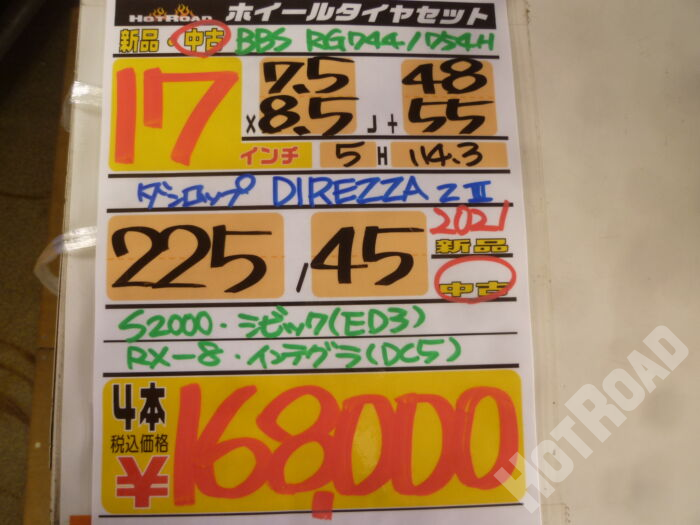 HOTROAD ホイールタイヤセット
新品・中古 BBS RG744/754H
17 7.5 48
×8.5 J+ 55
インチ 5 H 114.3
ダンロップ DIREZZA ZⅢ
2021
225/45 新品
中古
S2000・シビック(ED3)
RX-8・インテグラ(DC5)
4本
税込価格
¥168,000
HOTROAD